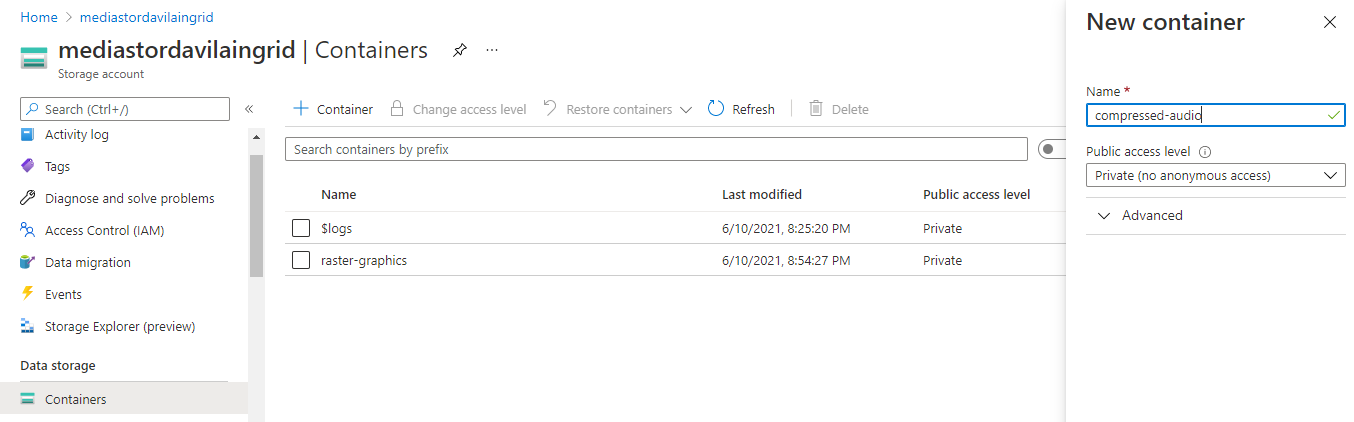 Home > mediastordavilaingrid
mediastordavilaingrid | Containers ...
Storage account
Search (Ctrl+/) «
Activity log
Tags
Diagnose and solve problems
Access Control (IAM)
Data migration
Events
Storage Explorer (preview)
Data storage
Containers
+ Container Change access level Restore containers Refresh Delete
Search containers by prefix
Name Last modified Public access level
$logs 6/10/2021, 8:25:20 PM Private
raster-graphics 6/10/2021, 8:54:27 PM Private
New container
Name *
compressed-audio
Public access level
Private (no anonymous access)
Advanced